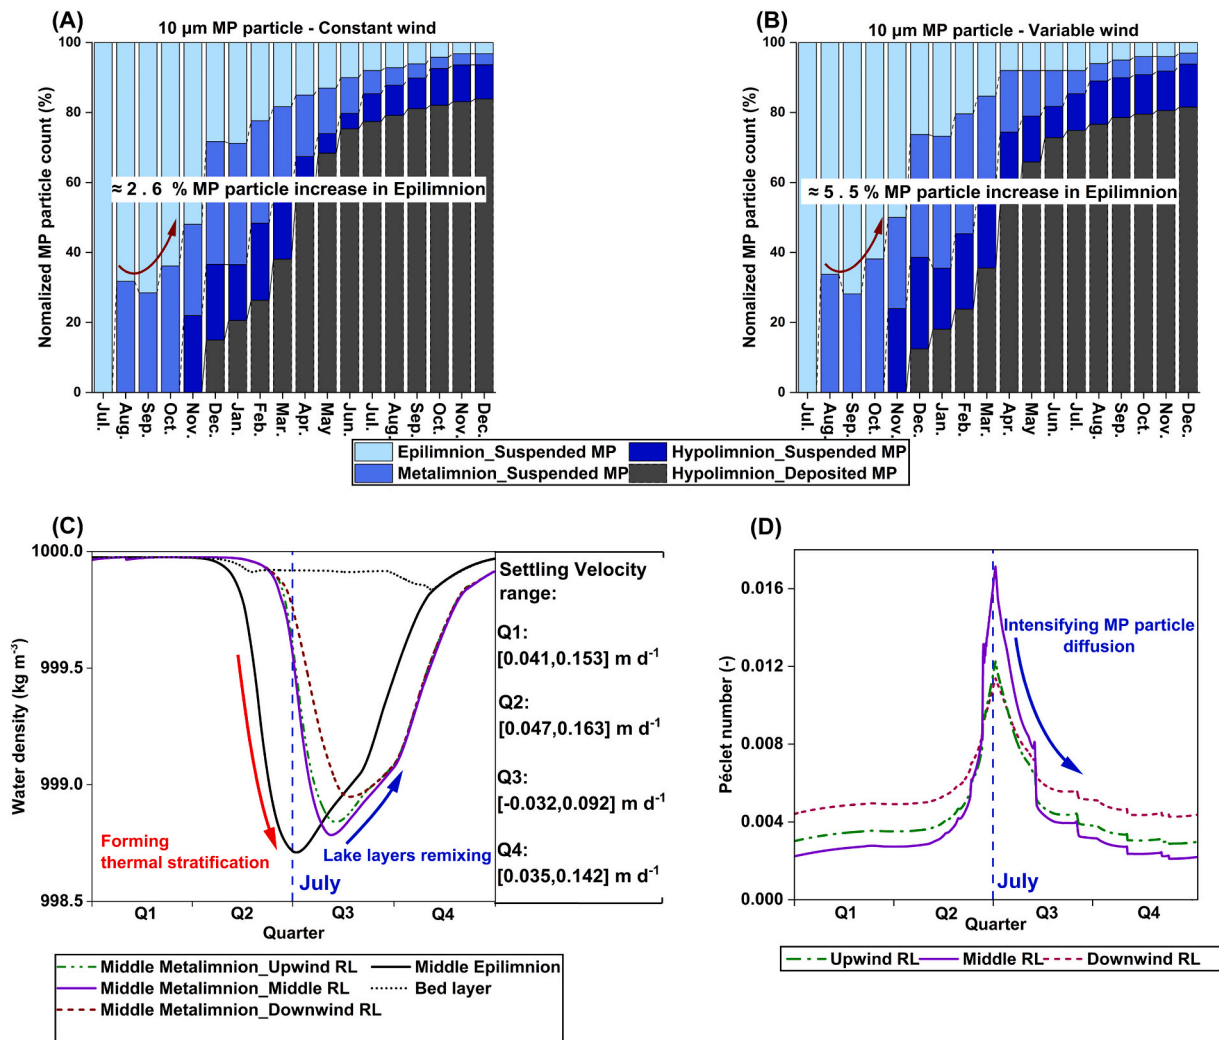 (A)
10 µm MP particle - Constant wind
Nomalized MP particle count (%)
100
80
60
40
20
0
≈ 2 . 6 % MP particle increase in Epilimnion
Jul.
Aug.
Sep.
Oct.
Nov.
Dec.
Jan.
Feb.
Mar.
Apr.
May
Jun.
Jul.
Aug.
Sep.
Oct.
Nov.
Dec.
(B)
10 µm MP particle - Variable wind
Nomalized MP particle count (%)
100
80
60
40
20
0
≈ 5 . 5 % MP particle increase in Epilimnion
Jul.
Aug.
Sep.
Oct.
Nov.
Dec.
Jan.
Feb.
Mar.
Apr.
May
Jun.
Jul.
Aug.
Sep.
Oct.
Nov.
Dec.
Epilimnion_Suspended MP
Hypolimnion_Suspended MP
Metalimnion_Suspended MP
Hypolimnion_Deposited MP
(C)
Water density (kg m⁻³)
1000.0
999.5
999.0
998.5
Forming
thermal stratification
Lake layers remixing
July
Q1
Q2
Q3
Q4
Quarter
Settling Velocity
range:
Q1:
[0.041,0.153] m d⁻¹
Q2:
[0.047,0.163] m d⁻¹
Q3:
[-0.032,0.092] m d⁻¹
Q4:
[0.035,0.142] m d⁻¹
Middle Metalimnion_Upwind RL
Middle Epilimnion
Middle Metalimnion_Middle RL
Bed layer
Middle Metalimnion_Downwind RL
(D)
Péclet number (-)
0.016
0.012
0.008
0.004
0.000
Intensifying MP particle
diffusion
July
Q1
Q2
Q3
Q4
Quarter
Upwind RL
Middle RL
Downwind RL